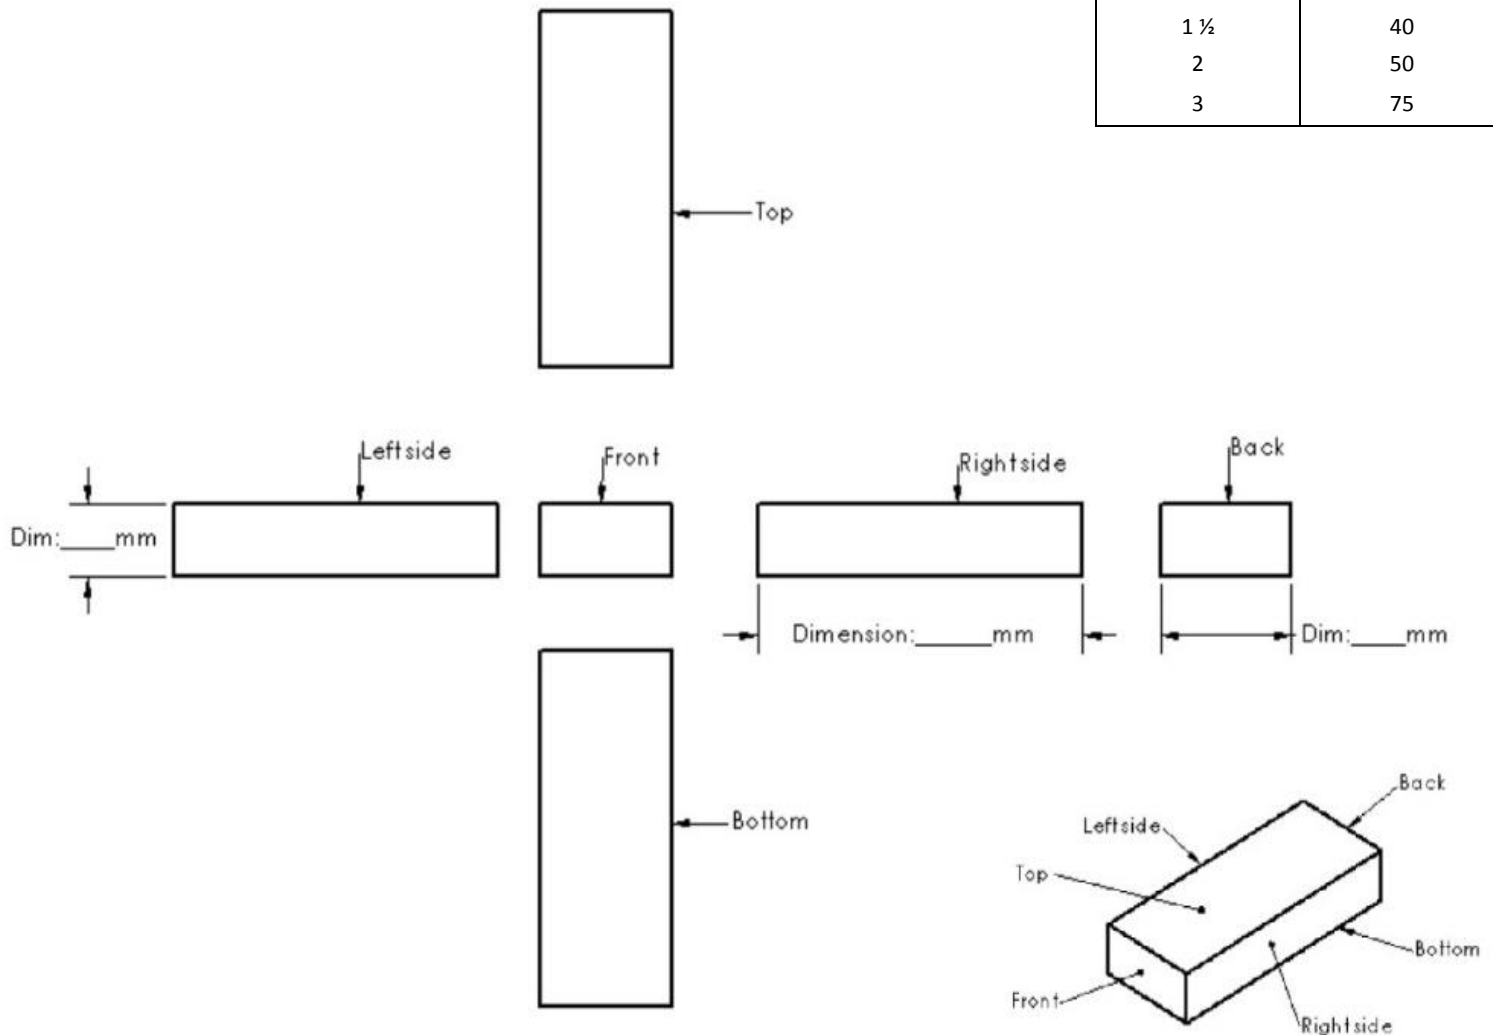 1 ½ 40
2 50
3 75
Top
Leftside
Front
Rightside
Back
Dim:____mm
Dimension:______mm
Dim:____mm
Bottom
Back
Leftside
Top
Bottom
Front
Rightside